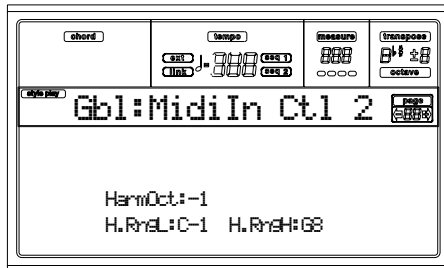 chord
tempo
measure
transpose
ext
seq 1
888
link
seq 2
octave
style play
Gbl:MidiIn Ctl 2
page
HarmOct:-1
H.RngL:C-1 H.RngH:G8